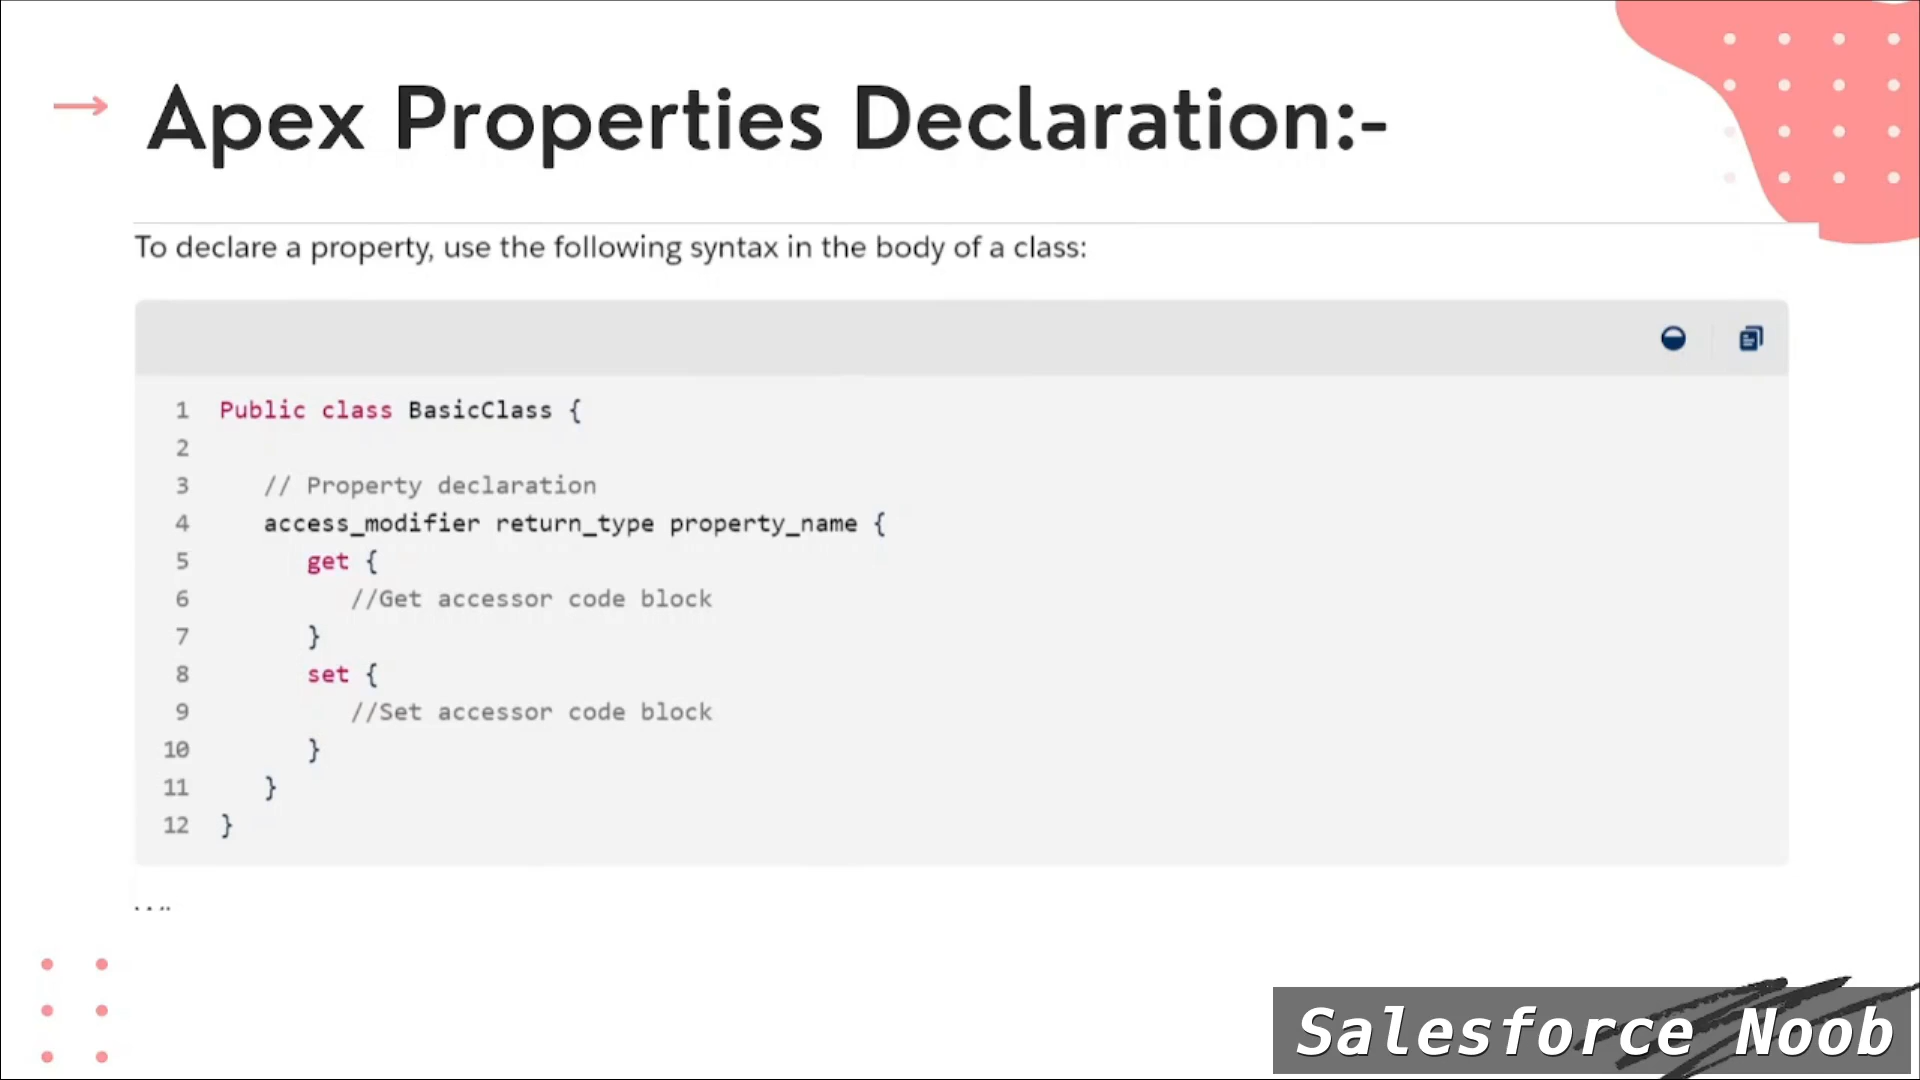 → Apex Properties Declaration:-
To declare a property, use the following syntax in the body of a class:
1 Public class BasicClass {
2
3 // Property declaration
4 access_modifier return_type property_name {
5 get {
6 //Get accessor code block
7 }
8 set {
9 //Set accessor code block
10 }
11 }
12 }
Salesforce Noob